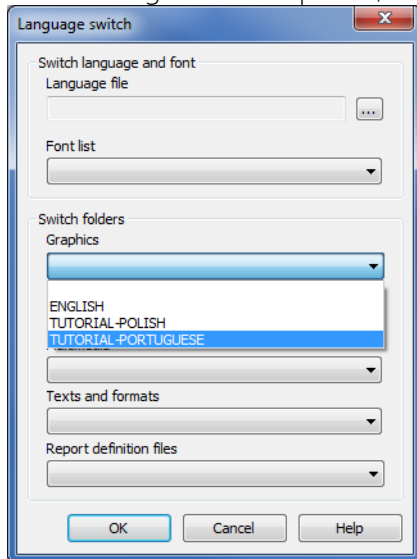 Language switch
Switch language and font
Language file
...
Font list
Switch folders
Graphics
ENGLISH
TUTORIAL-POLISH
TUTORIAL-PORTUGUESE
Texts and formats
Report definition files
OK
Cancel
Help